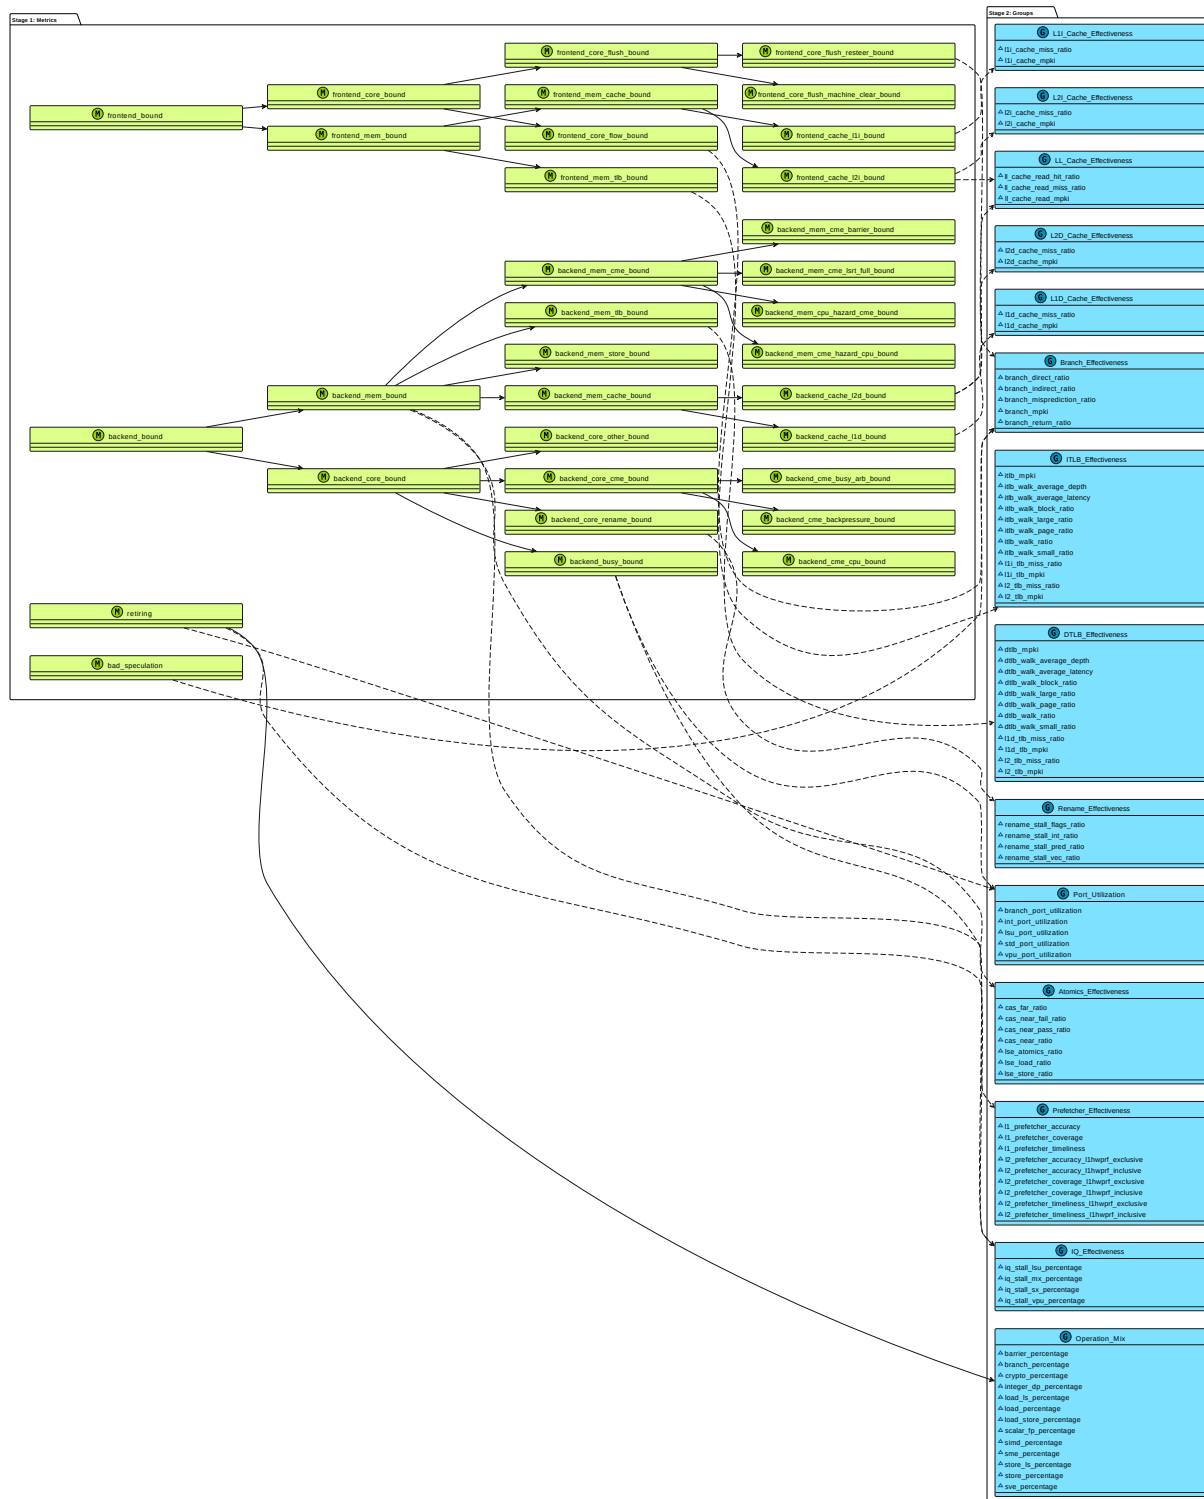 Stage 1: Metrics
M frontend_bound
M frontend_core_bound
M frontend_mem_bound
M frontend_core_flush_bound
M frontend_mem_cache_bound
M frontend_core_flow_bound
M frontend_mem_tlb_bound
M frontend_core_flush_resteer_bound
M frontend_core_flush_machine_clear_bound
M frontend_cache_l1i_bound
M frontend_cache_l2i_bound
M backend_bound
M backend_mem_bound
M backend_core_bound
M backend_mem_cme_bound
M backend_mem_tlb_bound
M backend_mem_store_bound
M backend_mem_cache_bound
M backend_core_other_bound
M backend_core_cme_bound
M backend_core_rename_bound
M backend_busy_bound
M backend_mem_cme_barrier_bound
M backend_mem_cme_lsrt_full_bound
M backend_mem_cpu_hazard_cme_bound
M backend_mem_cme_hazard_cpu_bound
M backend_cache_l2d_bound
M backend_cache_l1d_bound
M backend_cme_busy_arb_bound
M backend_cme_backpressure_bound
M backend_cme_cpu_bound
M retiring
M bad_speculation
Stage 2: Groups
G L1I_Cache_Effectiveness
l1i_cache_miss_ratio
l1i_cache_mpki
G L2I_Cache_Effectiveness
l2i_cache_miss_ratio
l2i_cache_mpki
G LL_Cache_Effectiveness
ll_cache_read_hit_ratio
ll_cache_read_miss_ratio
ll_cache_read_mpki
G L2D_Cache_Effectiveness
l2d_cache_miss_ratio
l2d_cache_mpki
G L1D_Cache_Effectiveness
l1d_cache_miss_ratio
l1d_cache_mpki
G Branch_Effectiveness
branch_direct_ratio
branch_indirect_ratio
branch_misprediction_ratio
branch_mpki
branch_return_ratio
G ITLB_Effectiveness
itlb_mpki
itlb_walk_average_depth
itlb_walk_average_latency
itlb_walk_block_ratio
itlb_walk_large_ratio
itlb_walk_page_ratio
itlb_walk_ratio
itlb_walk_small_ratio
l1i_tlb_miss_ratio
l1i_tlb_mpki
l2_tlb_miss_ratio
l2_tlb_mpki
G DTLB_Effectiveness
dtlb_mpki
dtlb_walk_average_depth
dtlb_walk_average_latency
dtlb_walk_block_ratio
dtlb_walk_large_ratio
dtlb_walk_page_ratio
dtlb_walk_ratio
dtlb_walk_small_ratio
l1d_tlb_miss_ratio
l1d_tlb_mpki
l2_tlb_miss_ratio
l2_tlb_mpki
G Rename_Effectiveness
rename_stall_flags_ratio
rename_stall_int_ratio
rename_stall_pred_ratio
rename_stall_vec_ratio
G Port_Utilization
branch_port_utilization
int_port_utilization
lsu_port_utilization
std_port_utilization
vpu_port_utilization
G Atomics_Effectiveness
cas_far_ratio
cas_near_fail_ratio
cas_near_pass_ratio
cas_near_ratio
lse_atomics_ratio
lse_load_ratio
lse_store_ratio
G Prefetcher_Effectiveness
l1_prefetcher_accuracy
l1_prefetcher_coverage
l1_prefetcher_timeliness
l2_prefetcher_accuracy_l1hwprf_exclusive
l2_prefetcher_accuracy_l1hwprf_inclusive
l2_prefetcher_coverage_l1hwprf_exclusive
l2_prefetcher_coverage_l1hwprf_inclusive
l2_prefetcher_timeliness_l1hwprf_exclusive
l2_prefetcher_timeliness_l1hwprf_inclusive
G IQ_Effectiveness
iq_stall_lsu_percentage
iq_stall_mx_percentage
iq_stall_sx_percentage
iq_stall_vpu_percentage
G Operation_Mix
barrier_percentage
branch_percentage
crypto_percentage
integer_dp_percentage
load_ls_percentage
load_percentage
load_store_percentage
scalar_fp_percentage
simd_percentage
sme_percentage
store_ls_percentage
store_percentage
sve_percentage